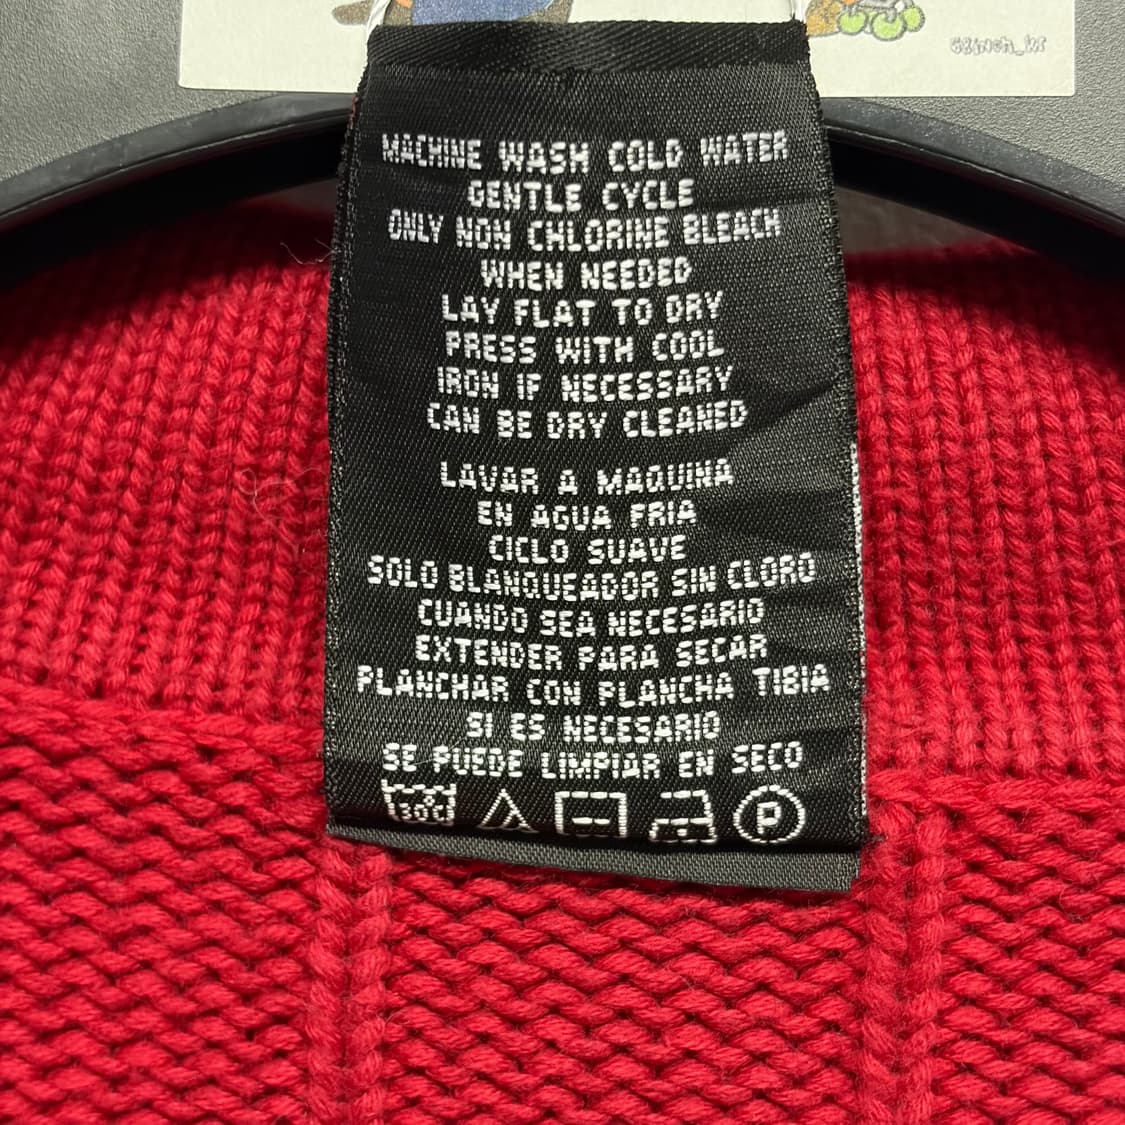 68inch_kr
MACHINE WASH COLD WATER
GENTLE CYCLE
ONLY NON CHLORINE BLEACH
WHEN NEEDED
LAY FLAT TO DRY
PRESS WITH COOL
IRON IF NECESSARY
CAN BE DRY CLEANED
LAVAR A MAQUINA
EN AGUA FRIA
CICLO SUAVE
SOLO BLANQUEADOR SIN CLORO
CUANDO SEA NECESARIO
EXTENDER PARA SECAR
PLANCHAR CON PLANCHA TIBIA
SI ES NECESARIO
SE PUEDE LIMPIAR EN SECO
30C P